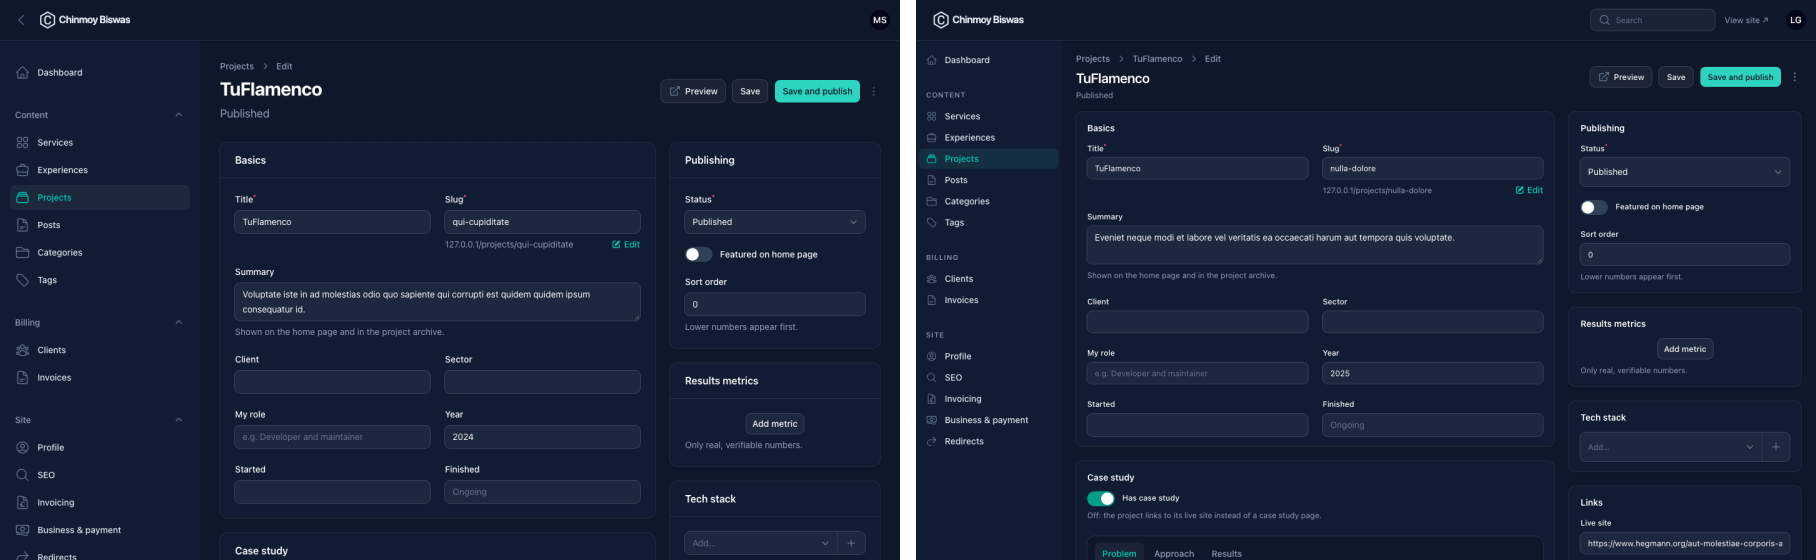 Chinmoy Biswas
MS
Dashboard
Content
Services
Experiences
Projects
Posts
Categories
Tags
Billing
Clients
Invoices
Site
Profile
SEO
Invoicing
Business & payment
Redirects
Projects > Edit
TuFlamenco
Published
Preview
Save
Save and publish
Basics
Title*
Slug*
TuFlamenco
qui-cupiditate
127.0.0.1/projects/qui-cupiditate
Edit
Summary
Voluptate iste in ad molestias odio quo sapiente qui corrupti est quidem quidem ipsum
consequatur id.
Shown on the home page and in the project archive.
Client
Sector
My role
Year
e.g. Developer and maintainer
2024
Started
Finished
Ongoing
Case study
Publishing
Status*
Published
Featured on home page
Sort order
0
Lower numbers appear first.
Results metrics
Add metric
Only real, verifiable numbers.
Tech stack
Add...
Chinmoy Biswas
Search
View site ↗
LG
Dashboard
CONTENT
Services
Experiences
Projects
Posts
Categories
Tags
BILLING
Clients
Invoices
SITE
Profile
SEO
Invoicing
Business & payment
Redirects
Projects > TuFlamenco > Edit
TuFlamenco
Published
Preview
Save
Save and publish
Basics
Title*
Slug*
TuFlamenco
nulla-dolore
127.0.0.1/projects/nulla-dolore
Edit
Summary
Eveniet neque modi et labore vel veritatis ea occaecati harum aut tempora quis voluptate.
Shown on the home page and in the project archive.
Client
Sector
My role
Year
e.g. Developer and maintainer
2025
Started
Finished
Ongoing
Case study
Has case study
Off: the project links to its live site instead of a case study page.
Problem
Approach
Results
Publishing
Status*
Published
Featured on home page
Sort order
0
Lower numbers appear first.
Results metrics
Add metric
Only real, verifiable numbers.
Tech stack
Add...
Links
Live site
https://www.hegmann.org/aut-molestiae-corporis-a